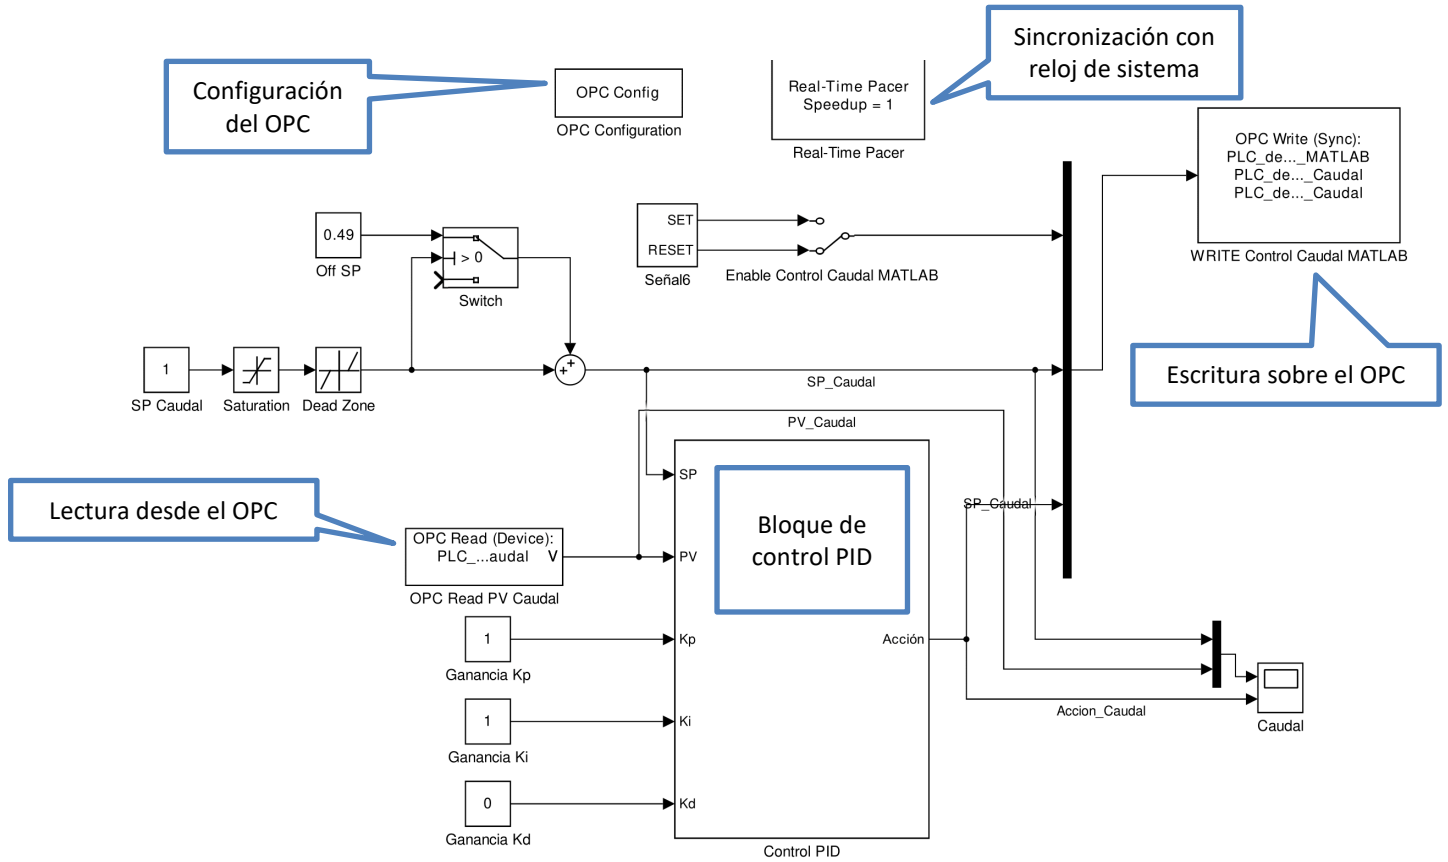 Configuración
del OPC
OPC Config
OPC Configuration
Real-Time Pacer
Speedup = 1
Real-Time Pacer
Sincronización con
reloj de sistema
OPC Write (Sync):
PLC_de..._MATLAB
PLC_de..._Caudal
PLC_de..._Caudal
WRITE Control Caudal MATLAB
Escritura sobre el OPC
0.49
Off SP
> 0
Switch
SET
RESET
Señal6
Enable Control Caudal MATLAB
1
SP Caudal
Saturation
Dead Zone
+
+
SP_Caudal
PV_Caudal
Lectura desde el OPC
OPC Read (Device):
PLC_...audal
V
OPC Read PV Caudal
SP
PV
Kp
Ki
Kd
Bloque de
control PID
Acción
Control PID
SP_Caudal
1
Ganancia Kp
1
Ganancia Ki
0
Ganancia Kd
Accion_Caudal
Caudal